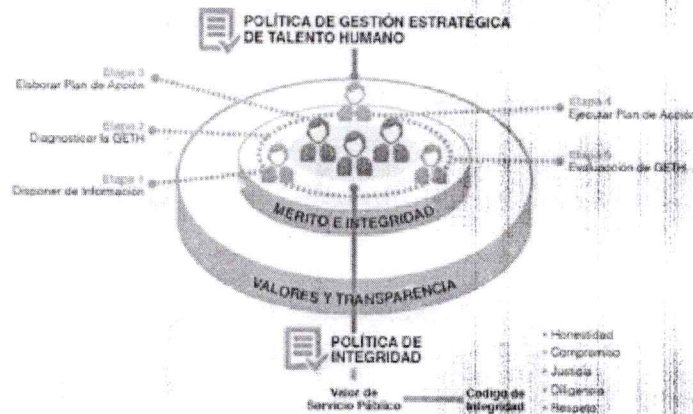 POLÍTICA DE GESTIÓN ESTRATÉGICA
DE TALENTO HUMANO
Etapa 3
Elaborar Plan de Acción
Etapa 2
Diagnosticar la GETH
Etapa 1
Disponer de Información
Etapa 4
Ejecutar Plan de Acción
Etapa 5
Evaluación de GETH
MERITO E INTEGRIDAD
VALORES Y TRANSPARENCIA
POLÍTICA DE
INTEGRIDAD
Valor de
Servicio Público
Codigo de
Integridad
• Honestidad
• Compromiso
• Justicia
• Diligencia
• Respeto